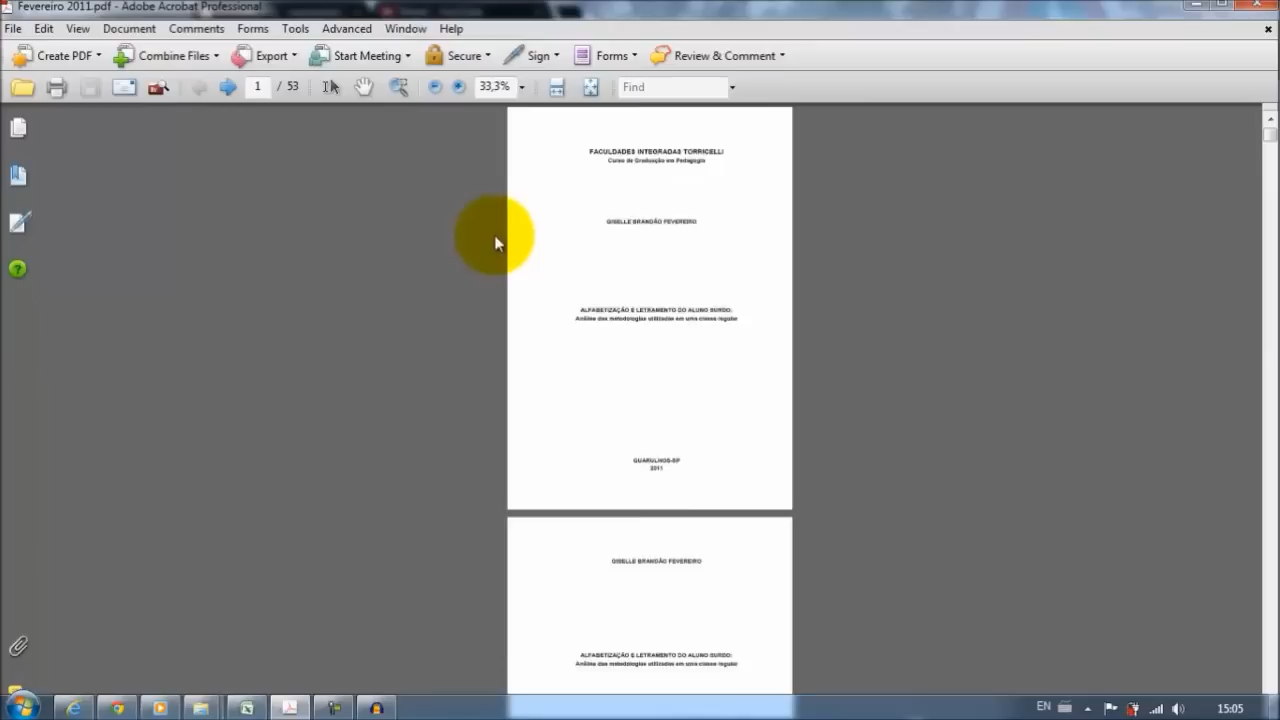 Fevereiro 2011.pdf - Adobe Acrobat Professional
File Edit View Document Comments Forms Tools Advanced Window Help
Create PDF Combine Files Export Start Meeting Secure Sign Forms Review & Comment
1 / 53 33,3% Find
FACULDADES INTEGRADAS TORRICELLI
Curso de Graduação em Pedagogia
GISELLE BRANDÃO FEVEREIRO
ALFABETIZAÇÃO E LETRAMENTO DO ALUNO SURDO:
Análise das metodologias utilizadas em uma classe regular
GUARULHOS-SP
2011
GISELLE BRANDÃO FEVEREIRO
ALFABETIZAÇÃO E LETRAMENTO DO ALUNO SURDO:
Análise das metodologias utilizadas em uma classe regular
EN 15:05